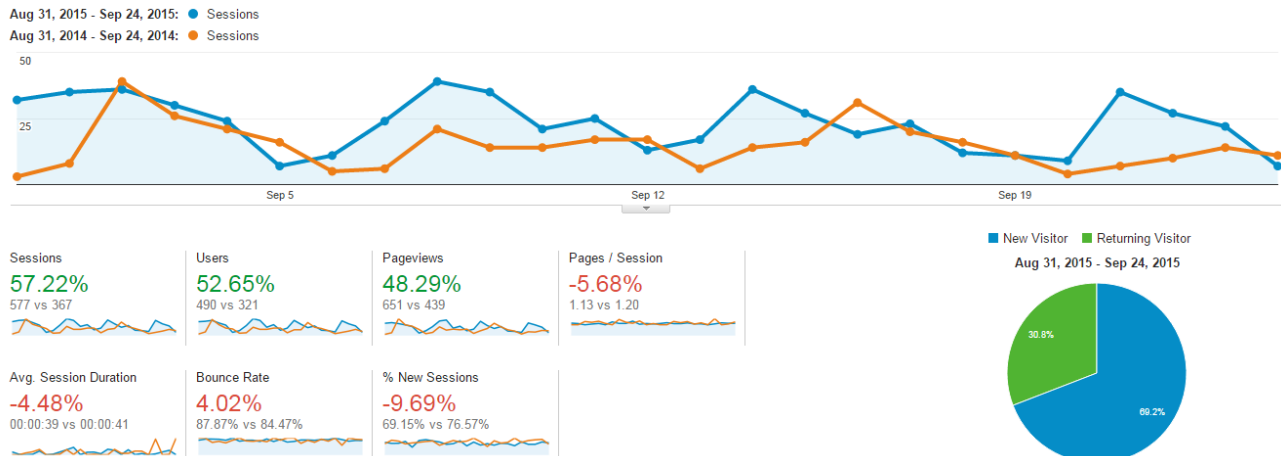 Aug 31, 2015 - Sep 24, 2015: Sessions
Aug 31, 2014 - Sep 24, 2014: Sessions
50
25
Sep 5 Sep 12 Sep 19
Sessions
57.22%
577 vs 367
Users
52.65%
490 vs 321
Pageviews
48.29%
651 vs 439
Pages / Session
-5.68%
1.13 vs 1.20
Avg. Session Duration
-4.48%
00:00:39 vs 00:00:41
Bounce Rate
4.02%
87.87% vs 84.47%
% New Sessions
-9.69%
69.15% vs 76.57%
New Visitor Returning Visitor
Aug 31, 2015 - Sep 24, 2015
30.8%
69.2%